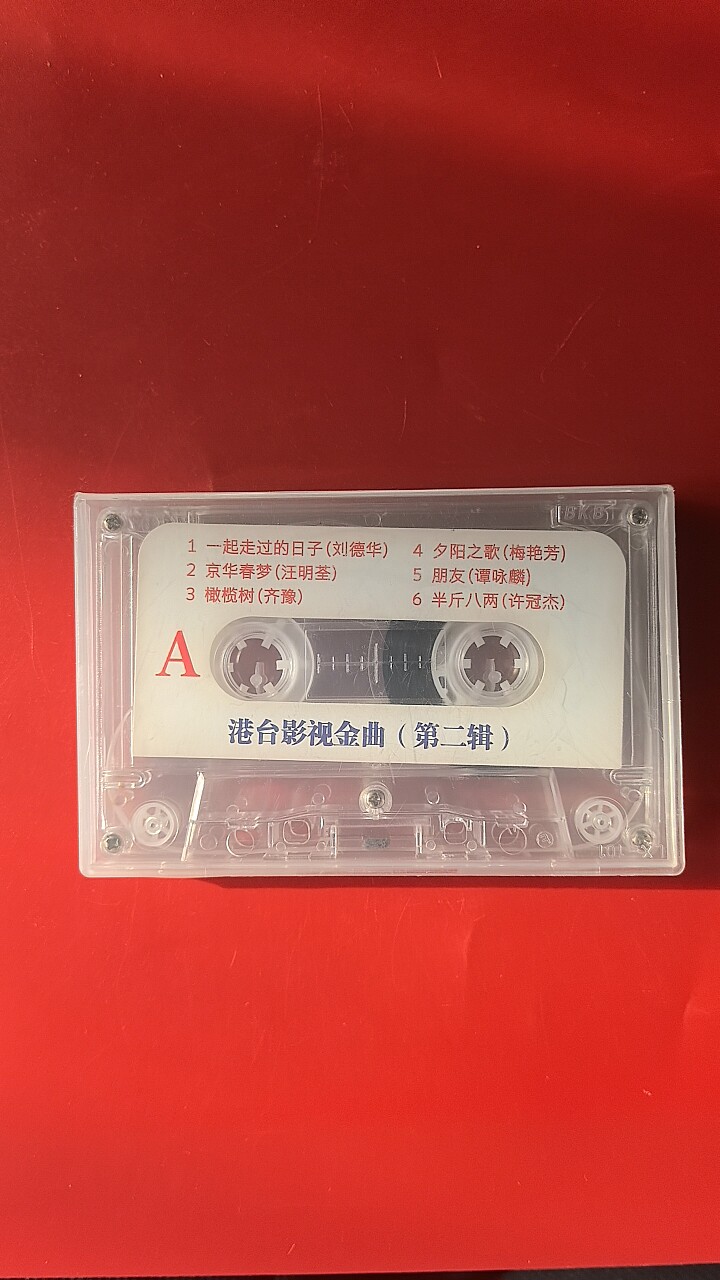 BKB
1 一起走过的日子(刘德华)
2 京华春梦(汪明荃)
3 橄榄树(齐豫)
4 夕阳之歌(梅艳芳)
5 朋友(谭咏麟)
6 半斤八两(许冠杰)
A
港台影视金曲(第二辑)